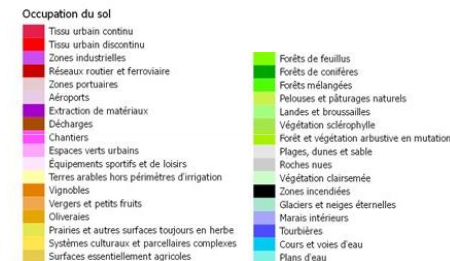 Occupation du sol
Tissu urbain continu
Tissu urbain discontinu
Zones industrielles
Réseaux routier et ferroviaire
Zones portuaires
Aéroports
Extraction de matériaux
Décharges
Chantiers
Espaces verts urbains
Équipements sportifs et de loisirs
Terres arables hors périmètres d'irrigation
Vignobles
Vergers et petits fruits
Oliveraies
Prairies et autres surfaces toujours en herbe
Systèmes culturaux et parcellaires complexes
Surfaces essentiellement agricoles
Forêts de feuillus
Forêts de conifères
Forêts mélangées
Pelouses et pâturages naturels
Landes et broussailles
Végétation sclérophylle
Forêt et végétation arbustive en mutation
Plages, dunes et sable
Roches nues
Végétation clairsemée
Zones incendiées
Glaciers et neiges éternelles
Marais intérieurs
Tourbières
Cours et voies d'eau
Plans d'eau